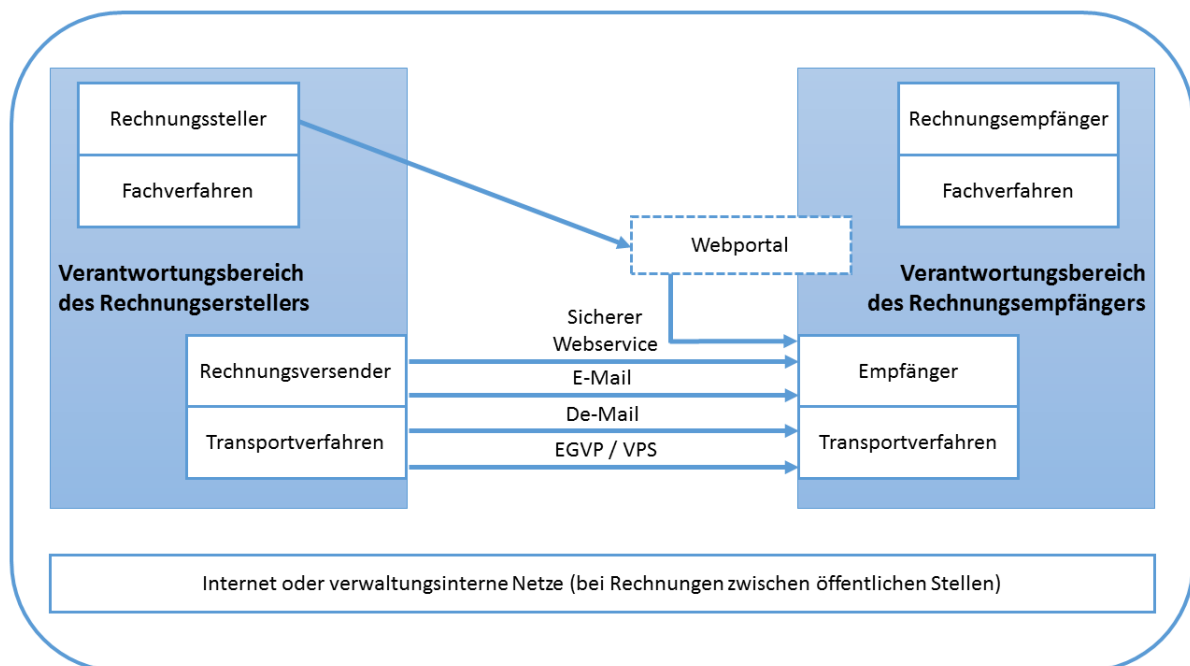 Rechnungssteller
Fachverfahren
Rechnungsempfänger
Fachverfahren
Webportal
Verantwortungsbereich
des Rechnungserstellers
Verantwortungsbereich
des Rechnungsempfängers
Sicherer
Webservice
Rechnungsversender
E-Mail
Empfänger
De-Mail
Transportverfahren
EGVP / VPS
Transportverfahren
Internet oder verwaltungsinterne Netze (bei Rechnungen zwischen öffentlichen Stellen)